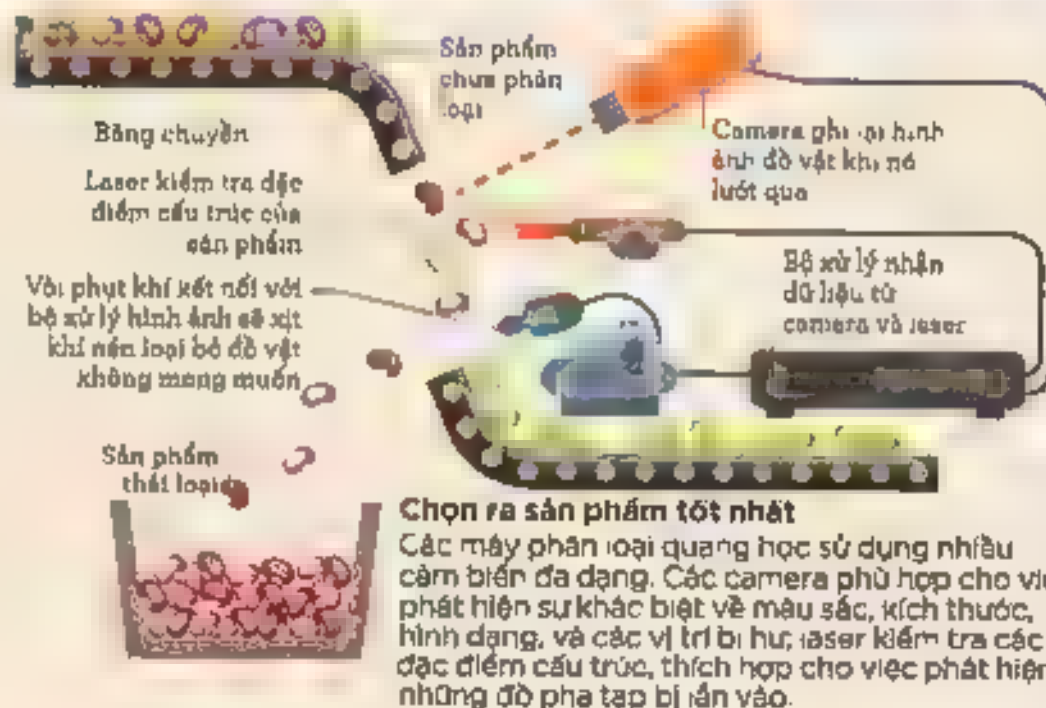 Sản phẩm
chưa phân
loại
Băng chuyền
Camera ghi lại hình
ảnh đồ vật khi nó
lướt qua
Laser kiểm tra đặc
điểm cấu trúc của
sản phẩm
Bộ xử lý nhận
dữ liệu từ
camera và laser
Vòi phụt khí kết nối với
bộ xử lý hình ảnh sẽ xịt
khí nén loại bỏ đồ vật
không mong muốn
Sản phẩm
thải loại
Chọn ra sản phẩm tốt nhất
Các máy phân loại quang học sử dụng nhiều
cảm biến đa dạng. Các camera phù hợp cho việ
phát hiện sự khác biệt về màu sắc, kích thước,
hình dạng, và các vị trí bị hư; laser kiểm tra các
đặc điểm cấu trúc, thích hợp cho việc phát hiện
những đồ pha tạp bị lẫn vào.